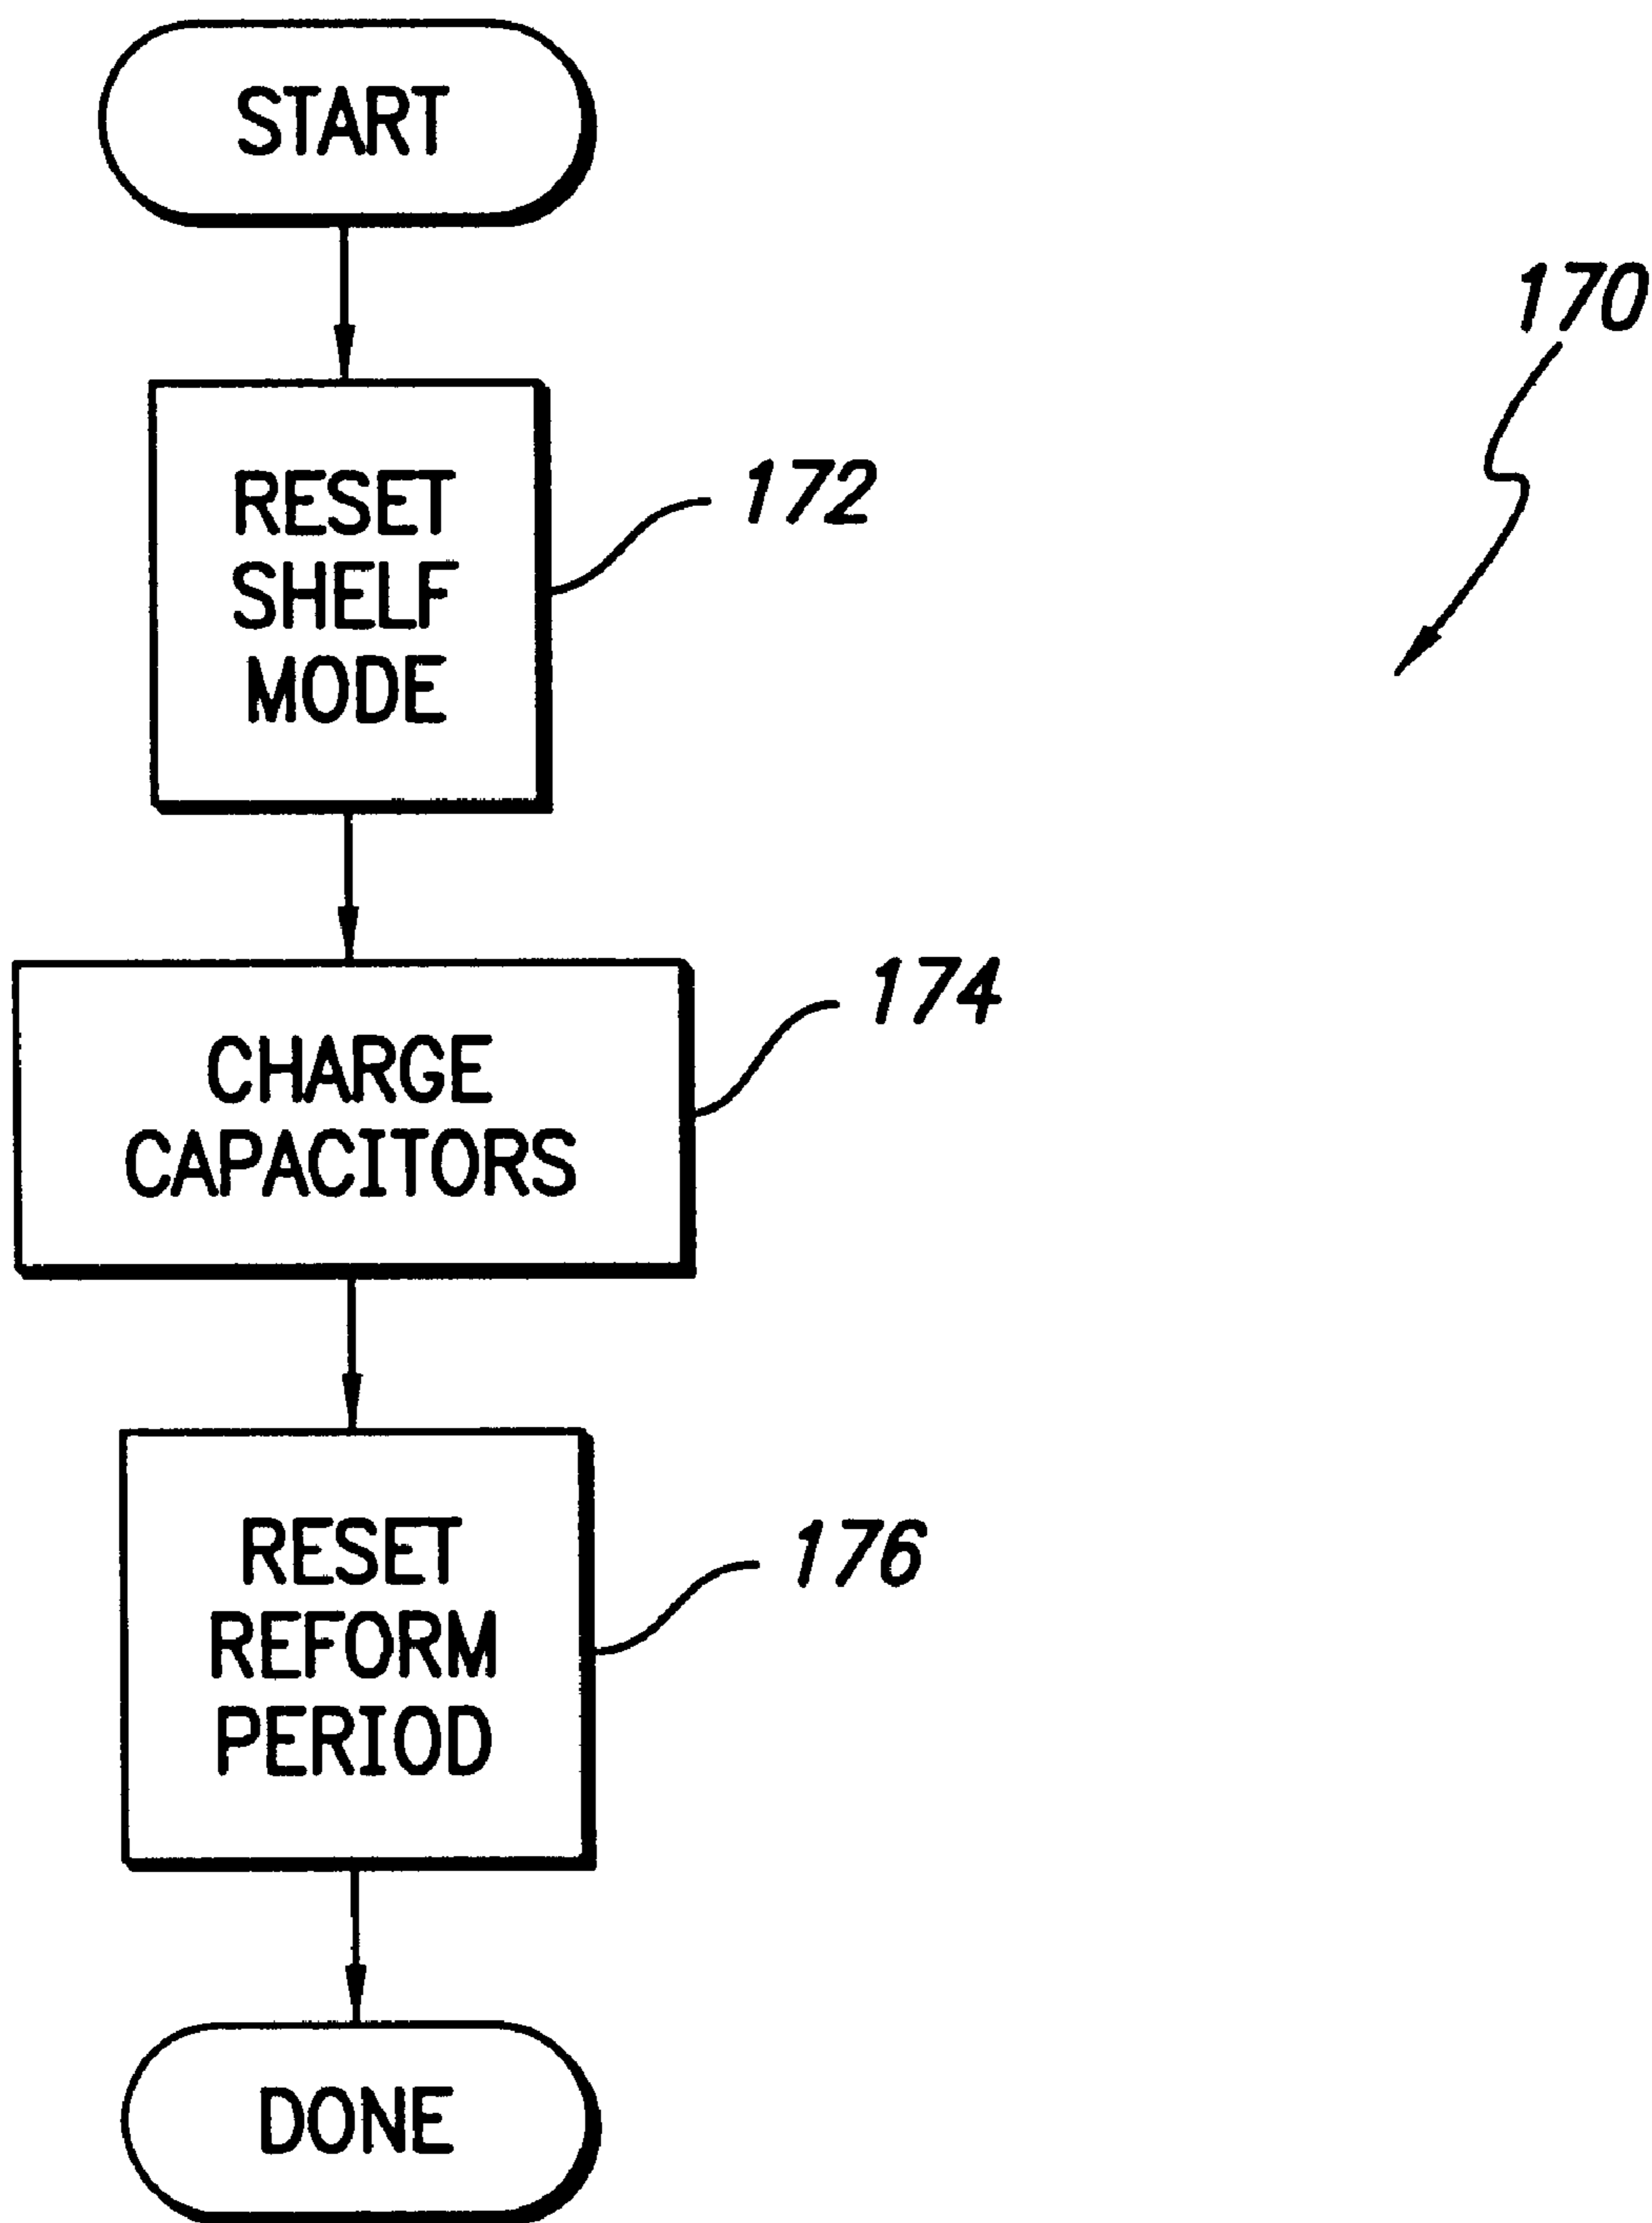 START
170
RESET
SHELF
MODE
172
CHARGE
CAPACITORS
174
RESET
REFORM
PERIOD
176
DONE